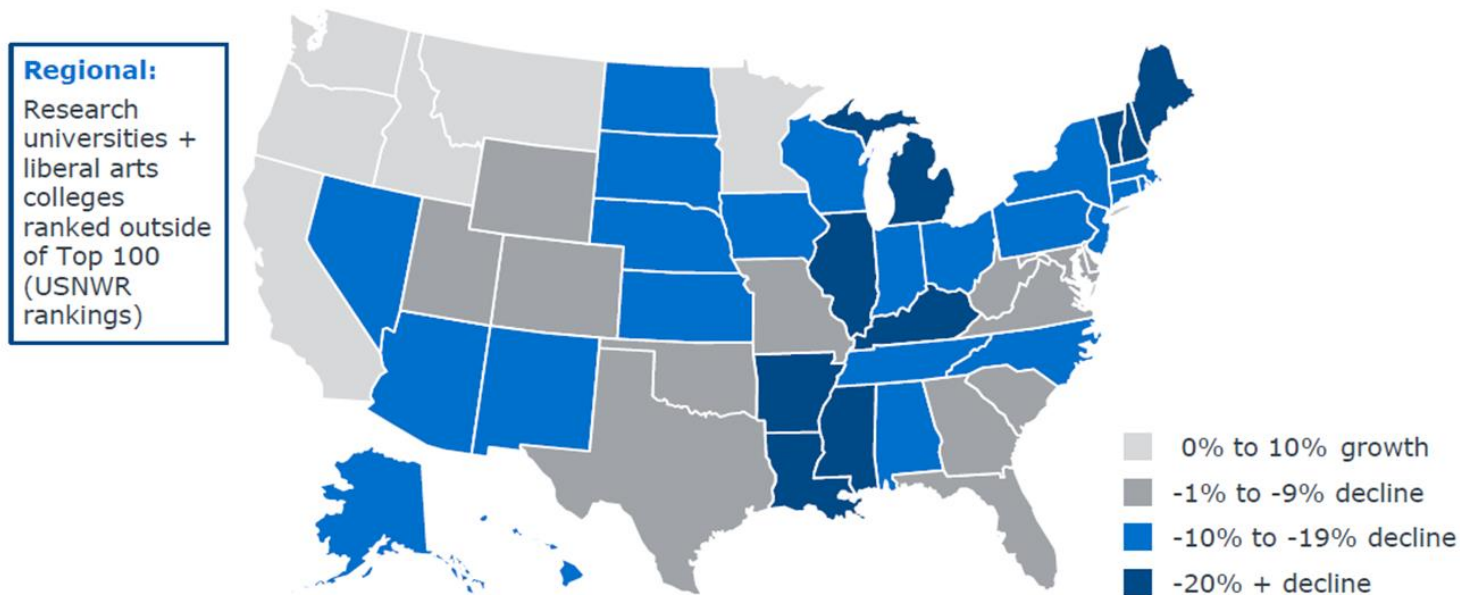 Regional:
Research
universities +
liberal arts
colleges
ranked outside
of Top 100
(USNWR
rankings)
0% to 10% growth
-1% to -9% decline
-10% to -19% decline
-20% + decline